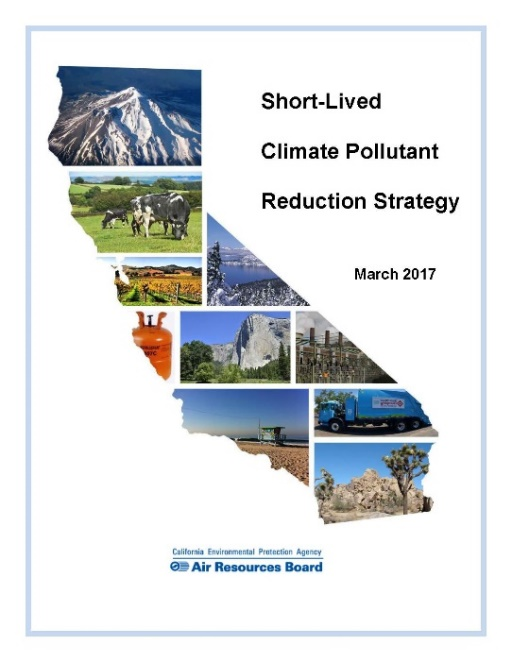 Short-Lived
Climate Pollutant
Reduction Strategy
March 2017
California Environmental Protection Agency
Air Resources Board